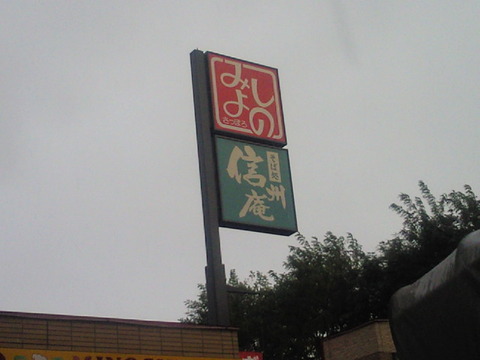 みよしの
さっぽろ
そば処
信州庵